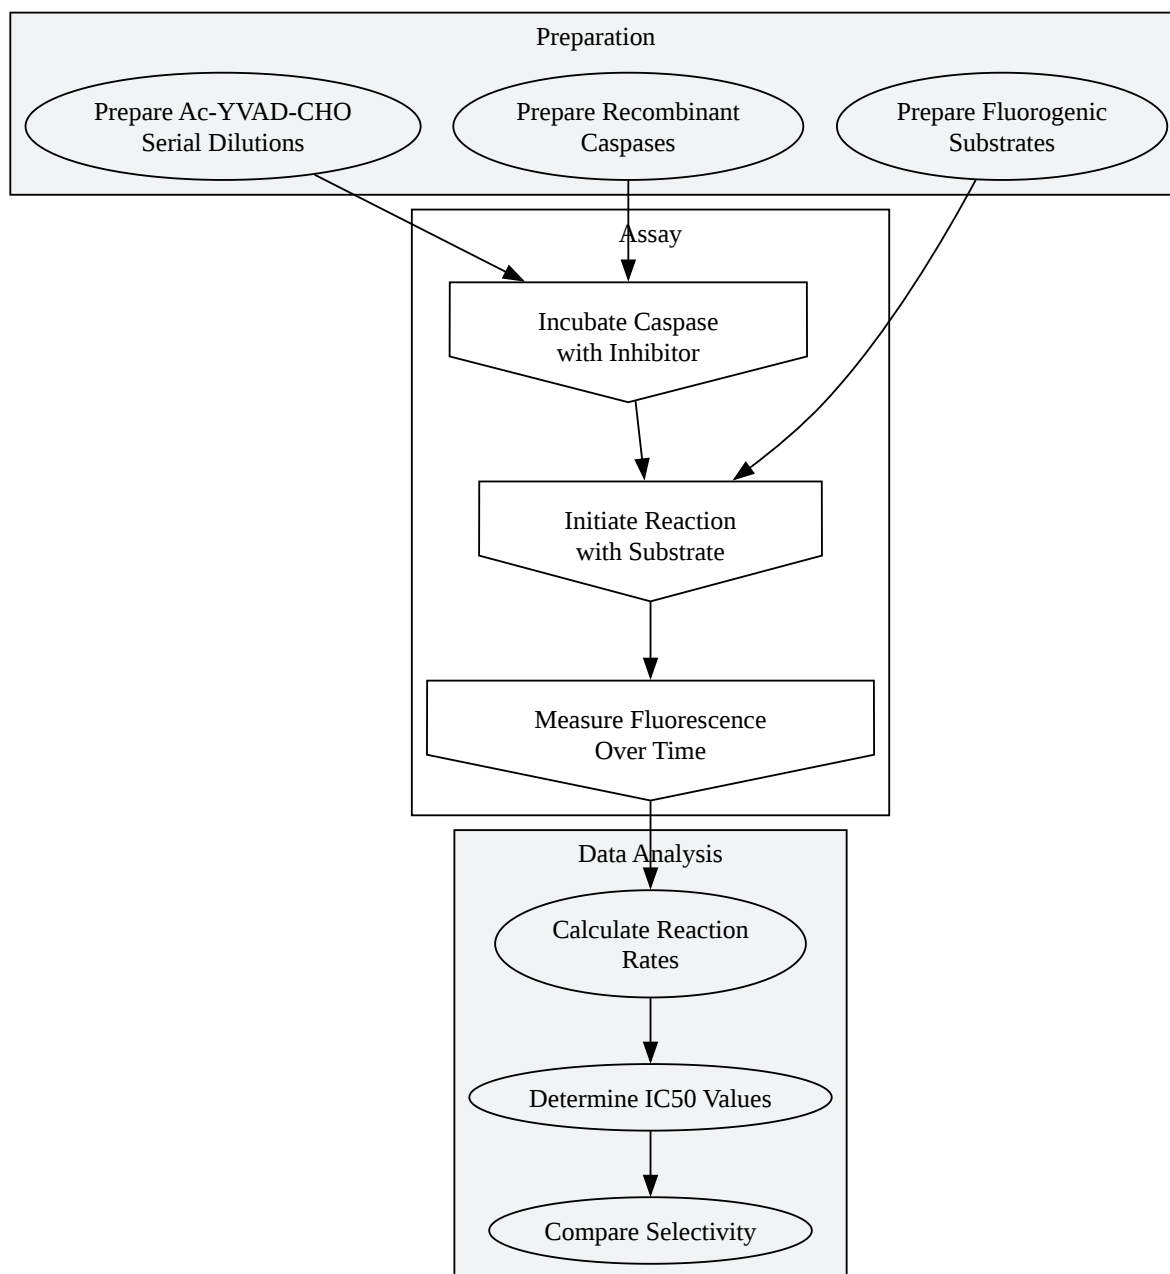 Preparation
Prepare Ac-YVAD-CHO
Serial Dilutions
Prepare Recombinant
Caspases
Prepare Fluorogenic
Substrates
Assay
Incubate Caspase
with Inhibitor
Initiate Reaction
with Substrate
Measure Fluorescence
Over Time
Data Analysis
Calculate Reaction
Rates
Determine IC50 Values
Compare Selectivity